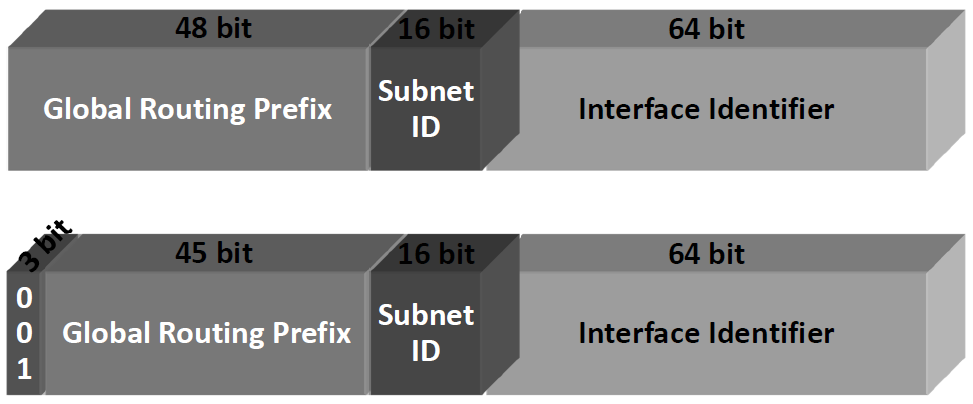 48 bit 16 bit 64 bit
Global Routing Prefix Subnet ID Interface Identifier
3 bit 45 bit 16 bit 64 bit
0 0 1 Global Routing Prefix Subnet ID Interface Identifier